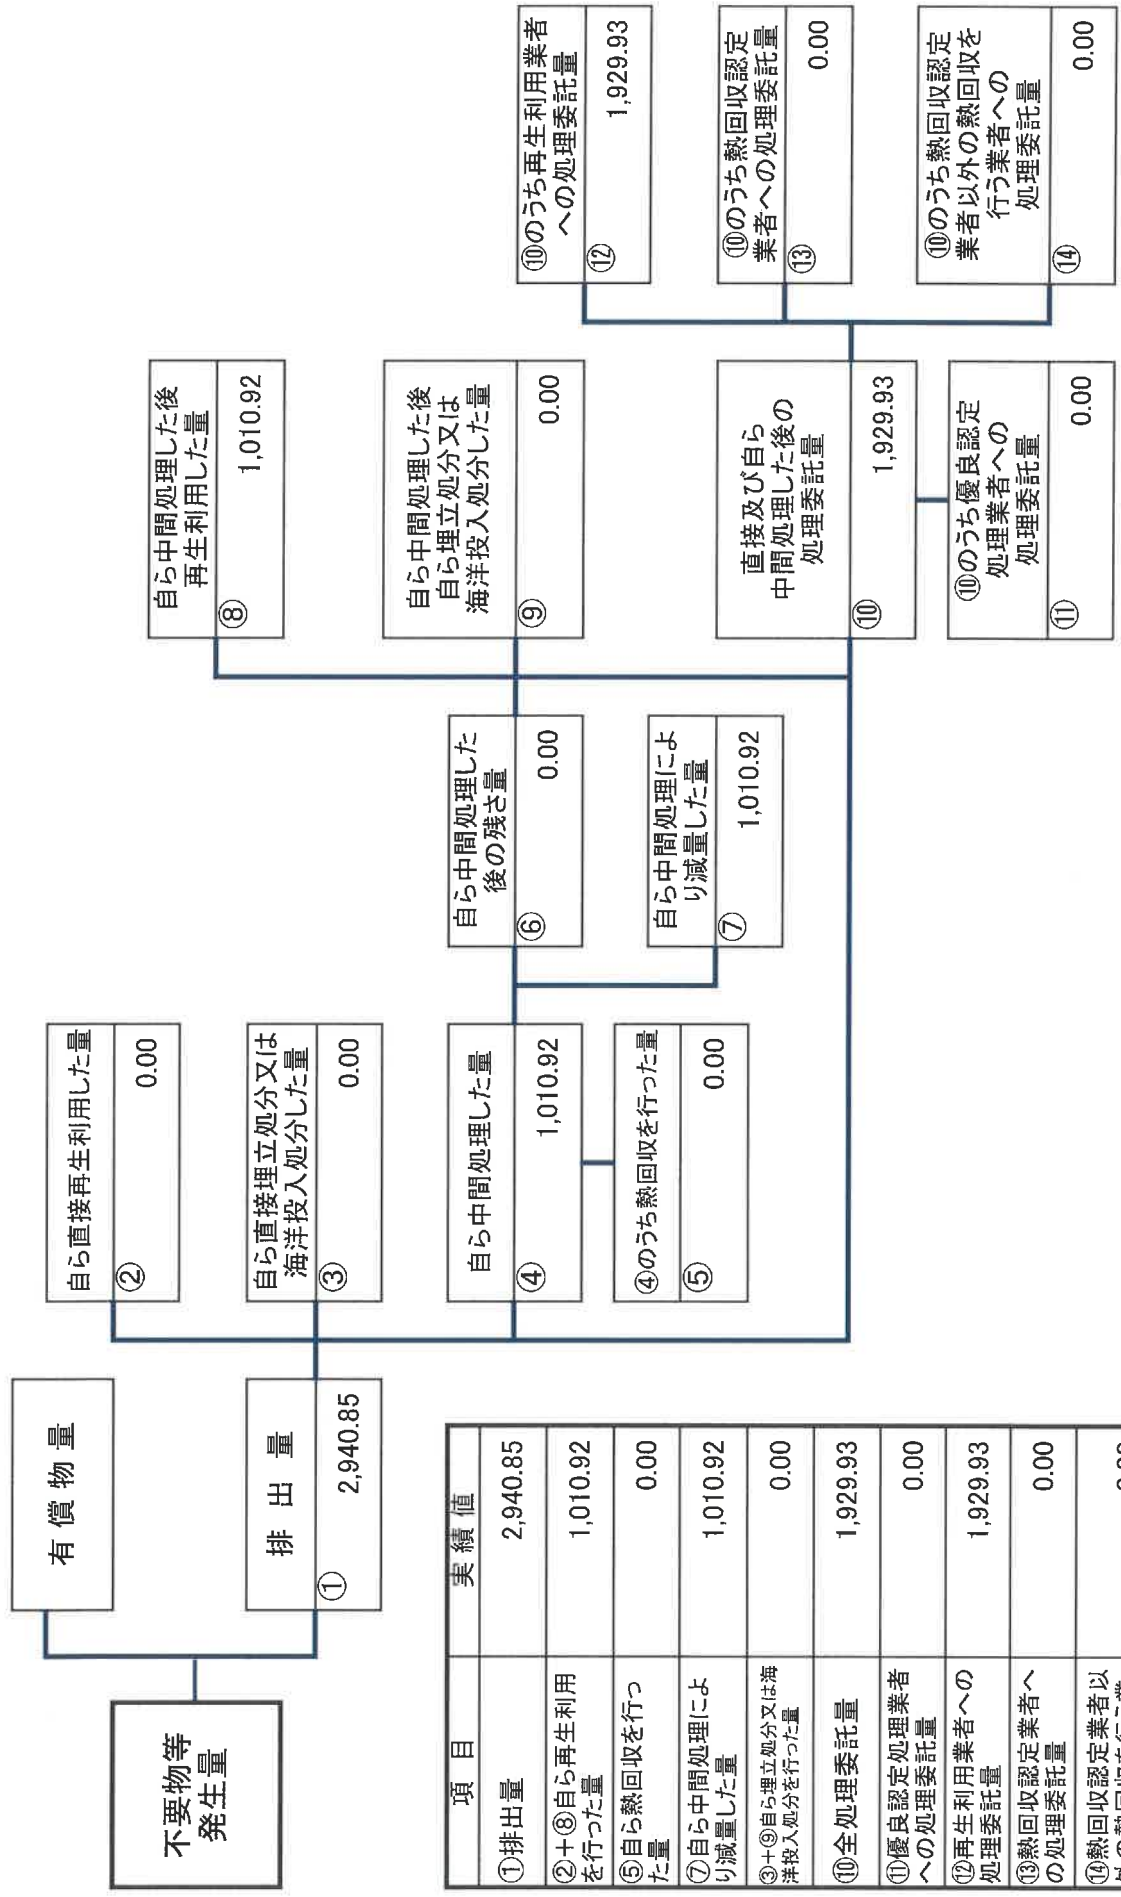 不要物等
発生量
有償物量
排出量
①
2,940.85
自ら直接再生利用した量
②
0.00
自ら直接埋立処分又は
海洋投入処分した量
③
0.00
自ら中間処理した量
④
1,010.92
④のうち熱回収を行った量
⑤
0.00
自ら中間処理した
後の残さ量
⑥
0.00
自ら中間処理によ
り減量した量
⑦
1,010.92
自ら中間処理した後
再生利用した量
⑧
1,010.92
自ら中間処理した後
自ら埋立処分又は
海洋投入処分した量
⑨
0.00
直接及び自ら
中間処理した後の
処理委託量
⑩
1,929.93
⑩のうち優良認定
処理業者への
処理委託量
⑪
0.00
⑩のうち再生利用業者
への処理委託量
⑫
1,929.93
⑩のうち熱回収認定
業者への処理委託量
⑬
0.00
⑩のうち熱回収認定
業者以外の熱回収を
行う業者への
処理委託量
⑭
0.00
項目
実績値
①排出量
2,940.85
②+⑧自ら再生利用
を行った量
1,010.92
⑤自ら熱回収を行っ
た量
0.00
⑦自ら中間処理によ
り減量した量
1,010.92
③+⑨自ら埋立処分又は海
洋投入処分を行った量
0.00
⑩全処理委託量
1,929.93
⑪優良認定処理業者
への処理委託量
0.00
⑫再生利用業者への
処理委託量
1,929.93
⑬熱回収認定業者へ
の処理委託量
0.00
⑭熱回収認定業者以